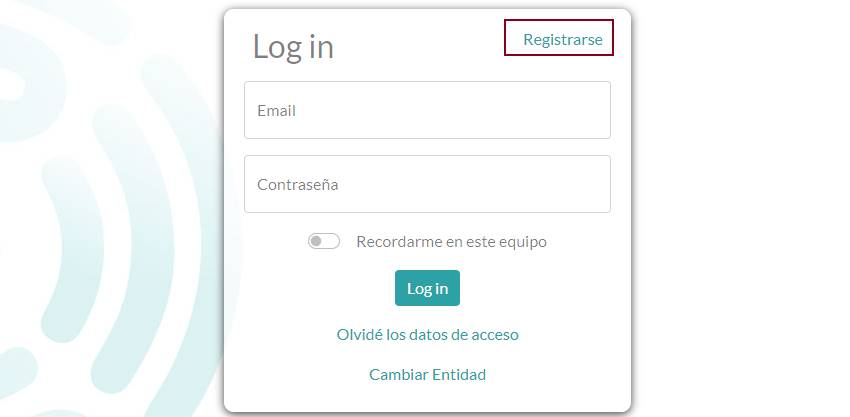 Log in
Registrarse
Email
Contraseña
Recordarme en este equipo
Log in
Olvidé los datos de acceso
Cambiar Entidad